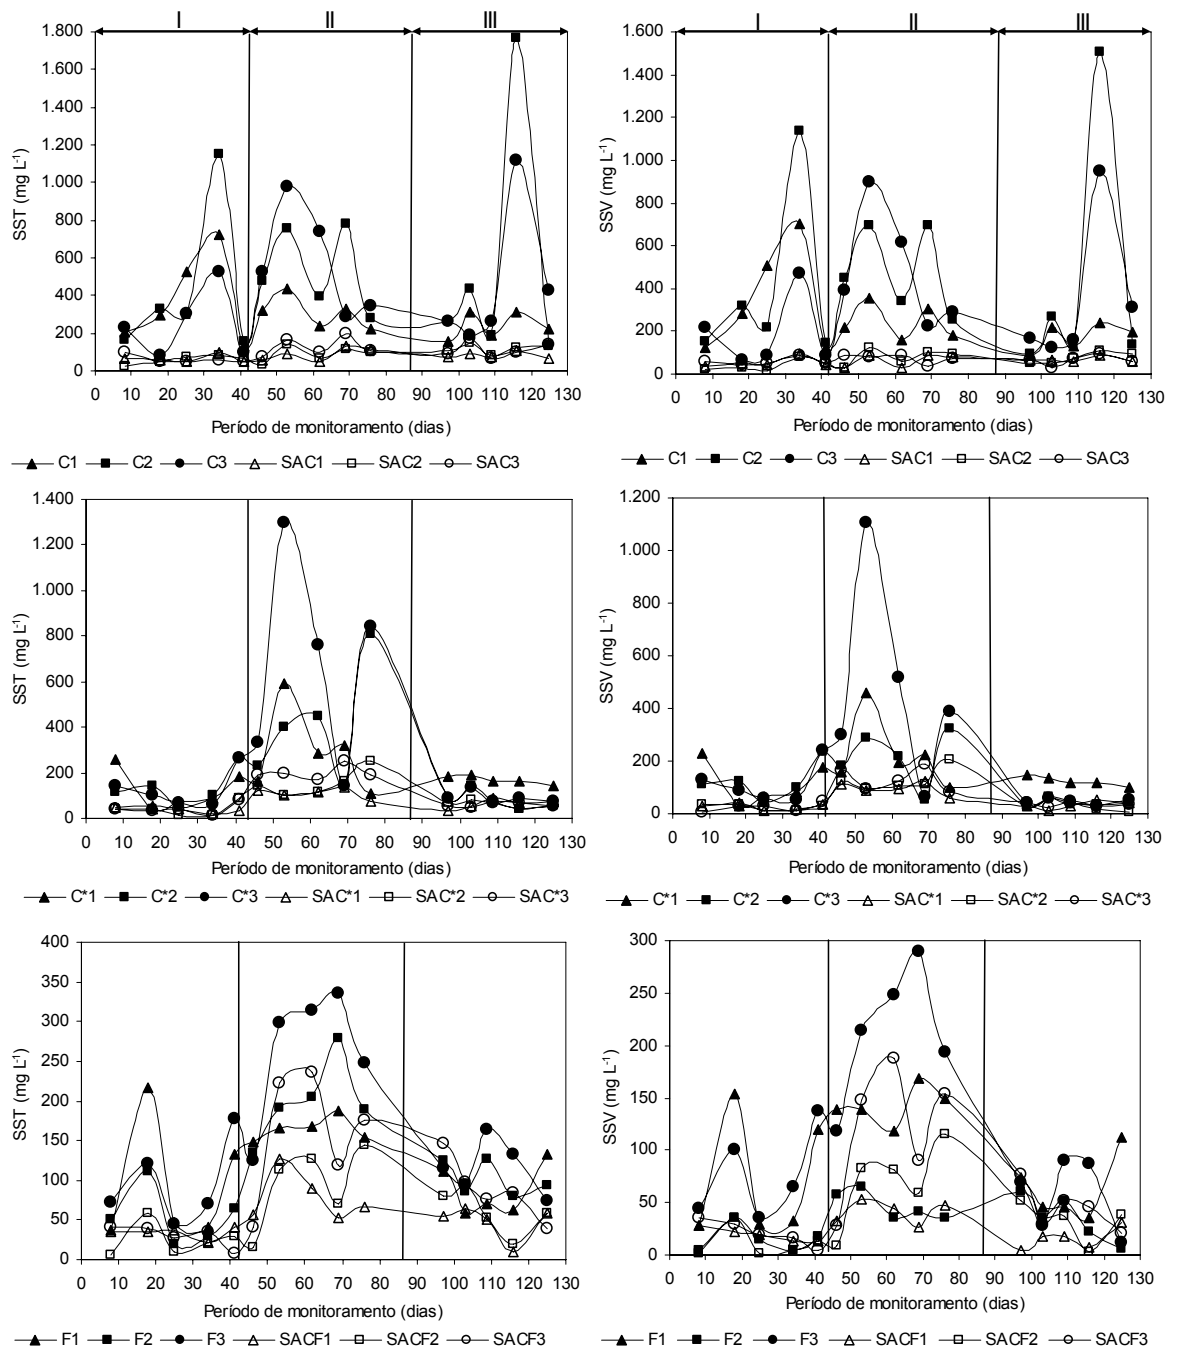 I II III
1.800
1.600
1.400
1.200
1.000
800
600
400
200
0
SST (mg L-1)
0 10 20 30 40 50 60 70 80 90 100 110 120 130
Período de monitoramento (dias)
C1 C2 C3 SAC1 SAC2 SAC3
I II III
1.600
1.400
1.200
1.000
800
600
400
200
0
SSV (mg L-1)
0 10 20 30 40 50 60 70 80 90 100 110 120 130
Período de monitoramento (dias)
C1 C2 C3 SAC1 SAC2 SAC3
1.400
1.200
1.000
800
600
400
200
0
SST (mg L-1)
0 10 20 30 40 50 60 70 80 90 100 110 120 130
Período de monitoramento (dias)
C*1 C*2 C*3 SAC*1 SAC*2 SAC*3
1.200
1.000
800
600
400
200
0
SSV (mg L-1)
0 10 20 30 40 50 60 70 80 90 100 110 120 130
Período de monitoramento (dias)
C*1 C*2 C*3 SAC*1 SAC*2 SAC*3
400
350
300
250
200
150
100
50
0
SST (mg L-1)
0 10 20 30 40 50 60 70 80 90 100 110 120 130
Período de monitoramento (dias)
F1 F2 F3 SACF1 SACF2 SACF3
300
250
200
150
100
50
0
SSV (mg L-1)
0 10 20 30 40 50 60 70 80 90 100 110 120 130
Período de monitoramento (dias)
F1 F2 F3 SACF1 SACF2 SACF3